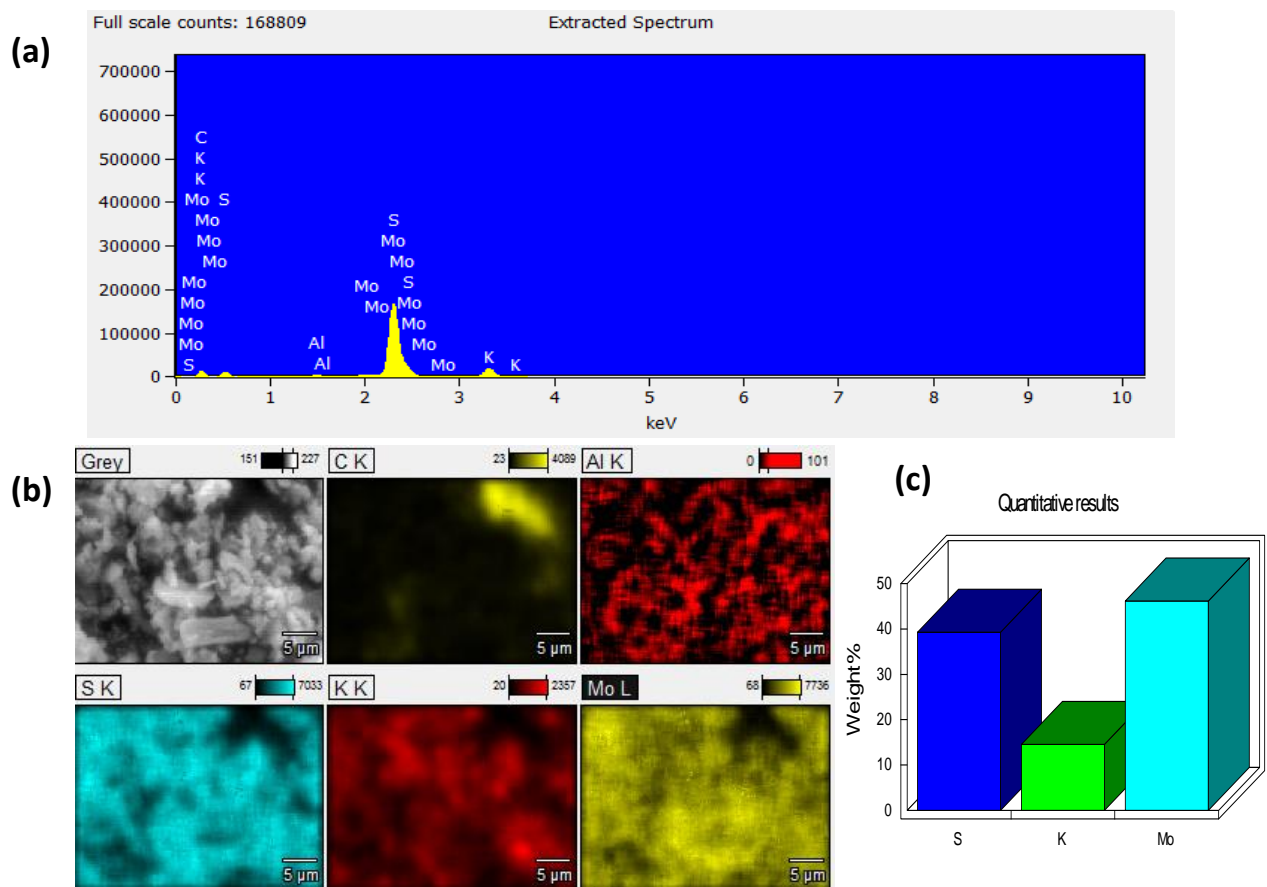 (a)
Full scale counts: 168809 Extracted Spectrum
700000
600000
500000
400000
300000
200000
100000
0
C
K
K
Mo S
Mo
Mo
Mo
Mo
Mo
Mo
Mo
S
Al
Al
S
Mo
Mo
Mo S
Mo Mo
Mo
Mo
Mo
K K
0 1 2 3 4 5 6 7 8 9 10
keV
(b)
Grey 151 227
5 µm
C K 23 4089
5 µm
Al K 0 101
5 µm
S K 67 7033
5 µm
K K 20 2357
5 µm
Mo L 68 7736
5 µm
(c)
Quantitative results
Weight%
50
40
30
20
10
0
S K Mo